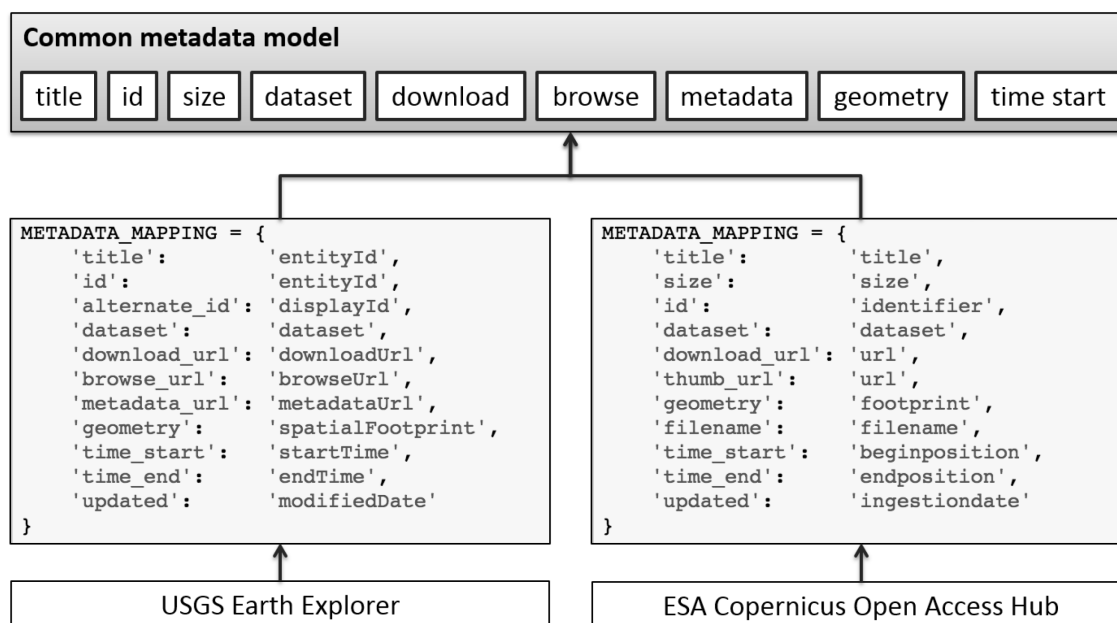 Common metadata model
title id size dataset download browse metadata geometry time start
METADATA_MAPPING = {
'title': 'entityId',
'id': 'entityId',
'alternate_id': 'displayId',
'dataset': 'dataset',
'download_url': 'downloadUrl',
'browse_url': 'browseUrl',
'metadata_url': 'metadataUrl',
'geometry': 'spatialFootprint',
'time_start': 'startTime',
'time_end': 'endTime',
'updated': 'modifiedDate'
}
USGS Earth Explorer
METADATA_MAPPING = {
'title': 'title',
'size': 'size',
'id': 'identifier',
'dataset': 'dataset',
'download_url': 'url',
'thumb_url': 'url',
'geometry': 'footprint',
'filename': 'filename',
'time_start': 'beginposition',
'time_end': 'endposition',
'updated': 'ingestiondate'
}
ESA Copernicus Open Access Hub